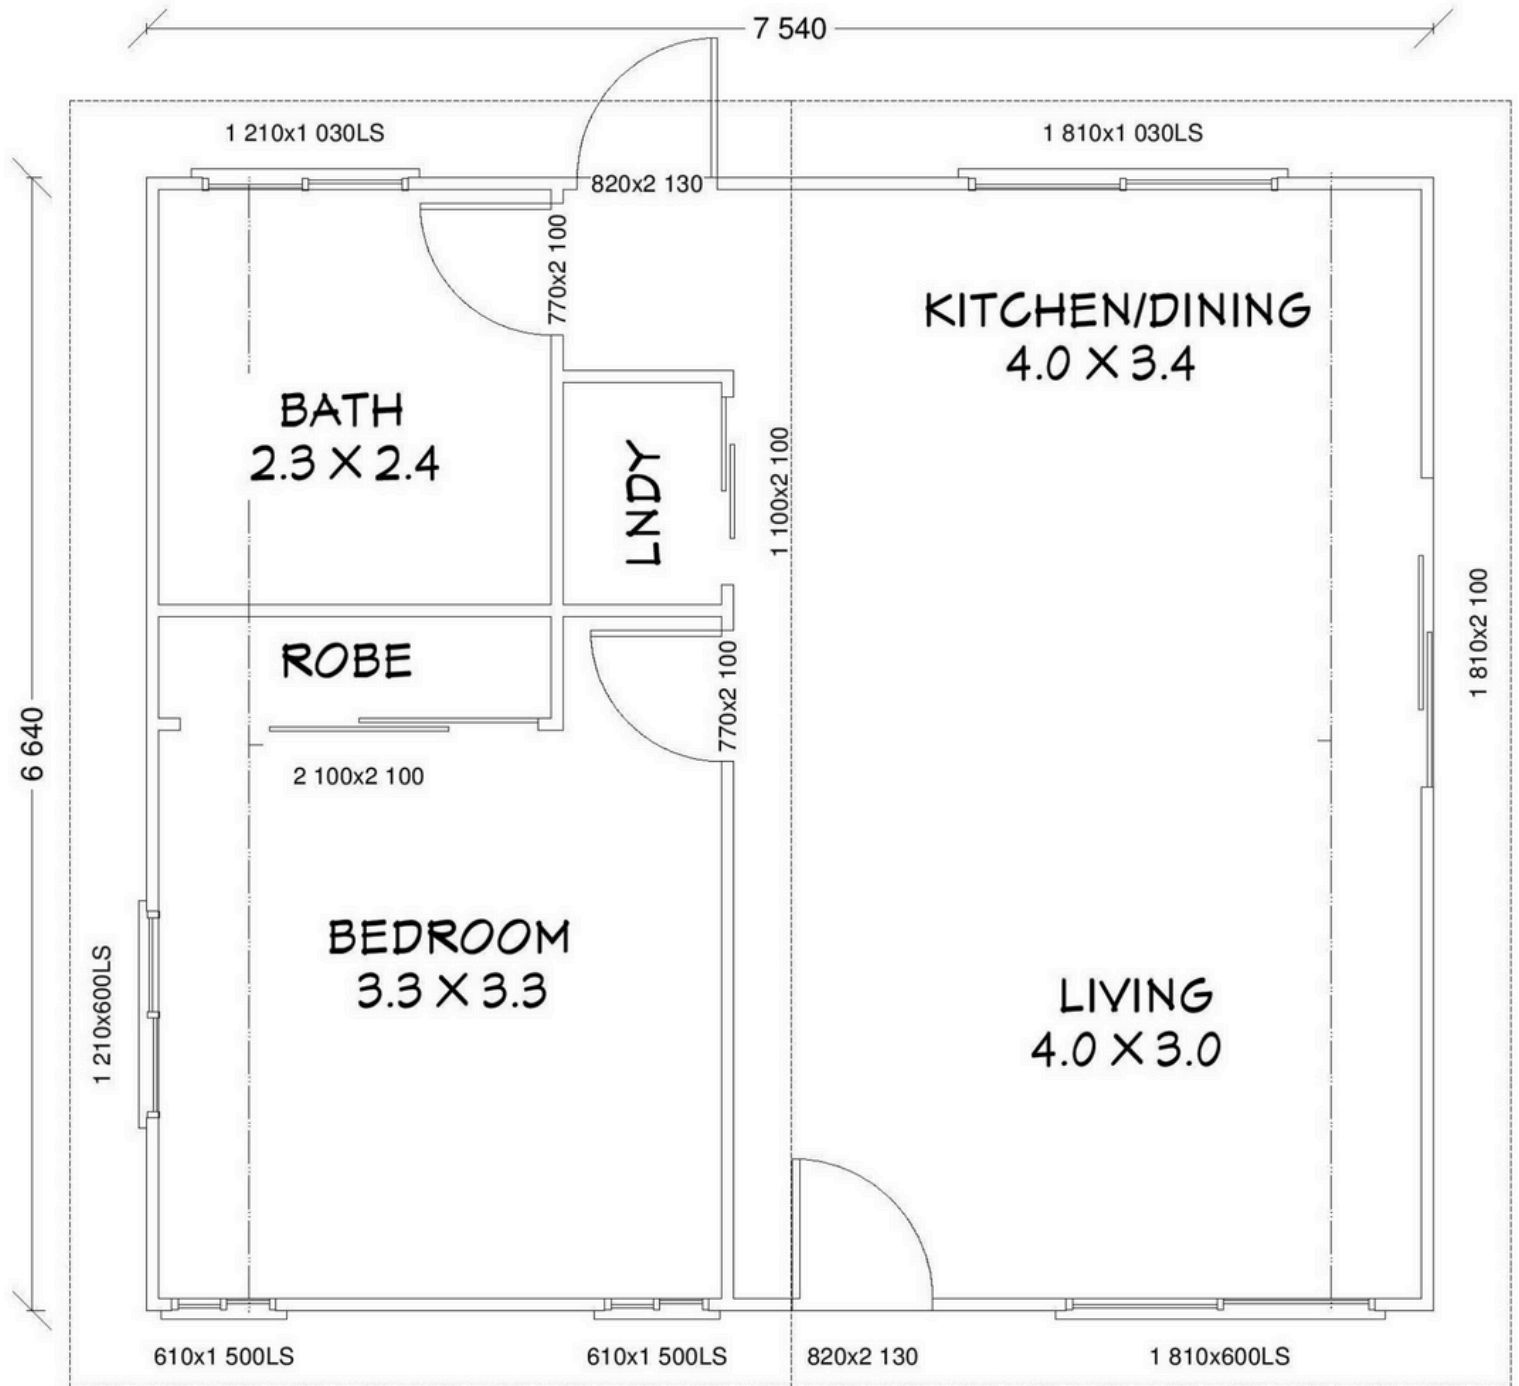 7 540
1 210x1 030LS
1 810x1 030LS
820x2 130
770x2 100
KITCHEN/DINING
4.0 X 3.4
BATH
2.3 X 2.4
LNDY
1 100x2 100
1 810x2 100
ROBE
770x2 100
6 640
2 100x2 100
BEDROOM
3.3 X 3.3
1 210x600LS
LIVING
4.0 X 3.0
610x1 500LS
610x1 500LS
820x2 130
1 810x600LS